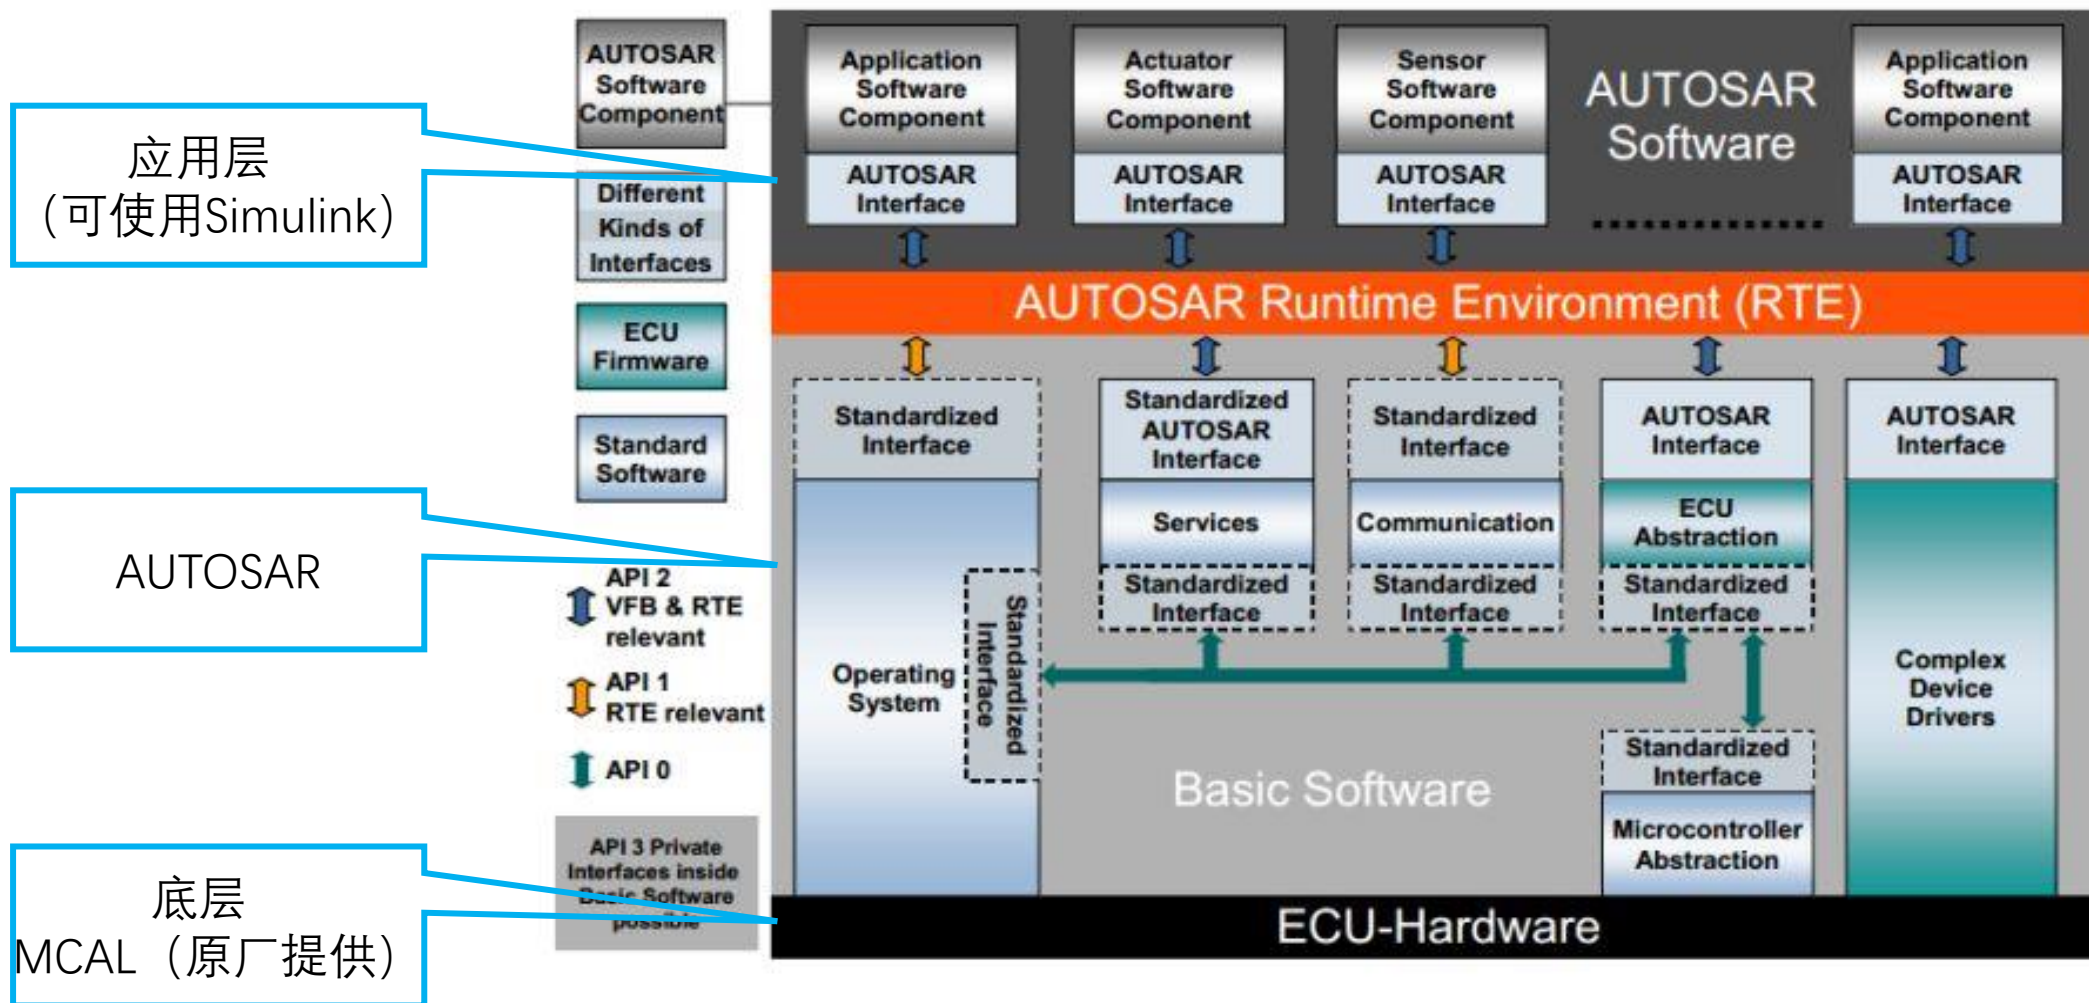 应用层
（可使用Simulink）
AUTOSAR
底层
MCAL（原厂提供）
AUTOSAR
Software
Component
Different
Kinds of
Interfaces
ECU
Firmware
Standard
Software
API 2
VFB & RTE
relevant
API 1
RTE relevant
API 0
API 3 Private
Interfaces inside
Basic Software
possible
Application
Software
Component
AUTOSAR
Interface
Actuator
Software
Component
AUTOSAR
Interface
Sensor
Software
Component
AUTOSAR
Interface
AUTOSAR
Software
Application
Software
Component
AUTOSAR
Interface
AUTOSAR Runtime Environment (RTE)
Standardized
Interface
Operating
System
Standardized
Interface
Standardized
AUTOSAR
Interface
Services
Standardized
Interface
Standardized
Interface
Communication
Standardized
Interface
AUTOSAR
Interface
ECU
Abstraction
Standardized
Interface
Standardized
Interface
Microcontroller
Abstraction
AUTOSAR
Interface
Complex
Device
Drivers
Basic Software
ECU-Hardware